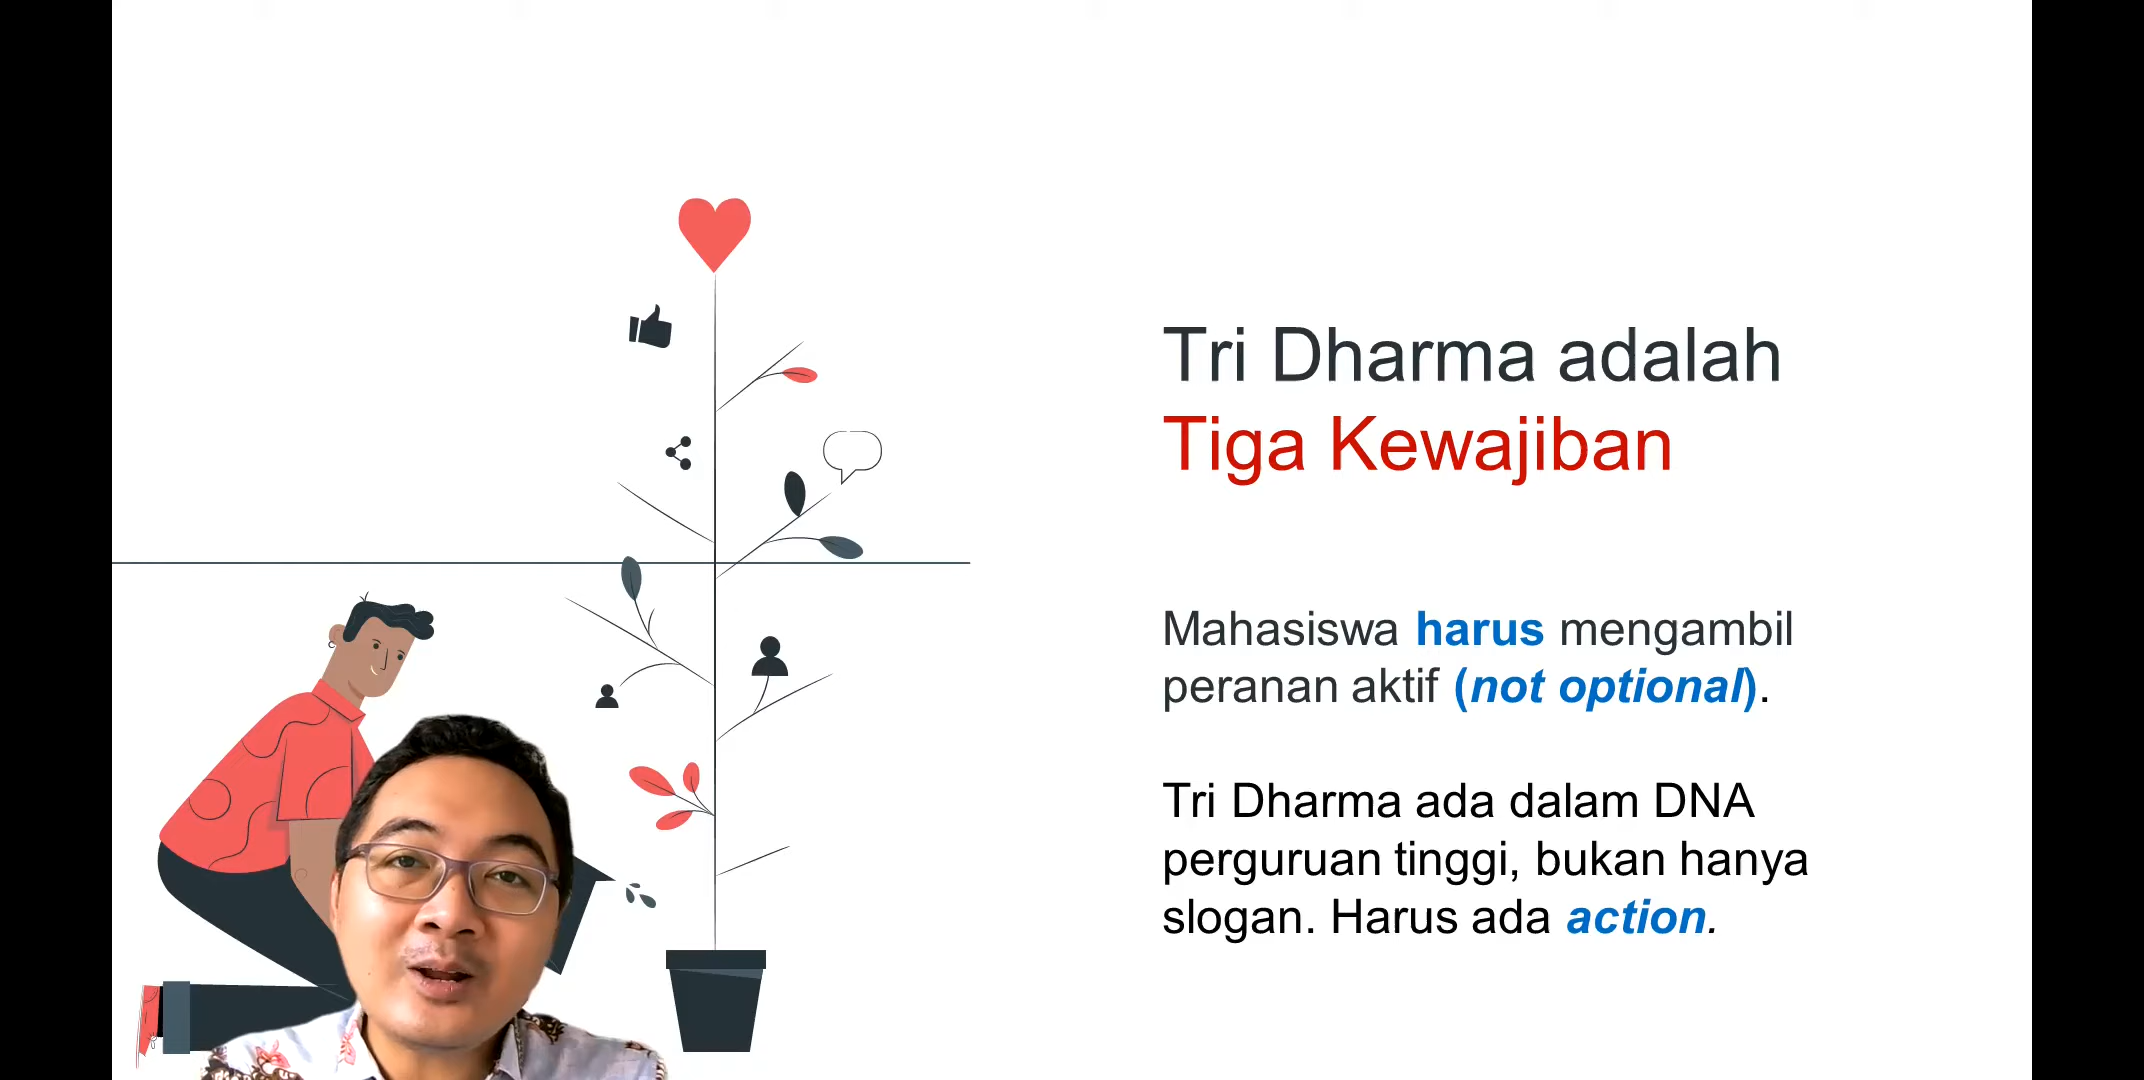 Tri Dharma adalah
Tiga Kewajiban
Mahasiswa harus mengambil
peranan aktif (not optional).
Tri Dharma ada dalam DNA
perguruan tinggi, bukan hanya
slogan. Harus ada action.